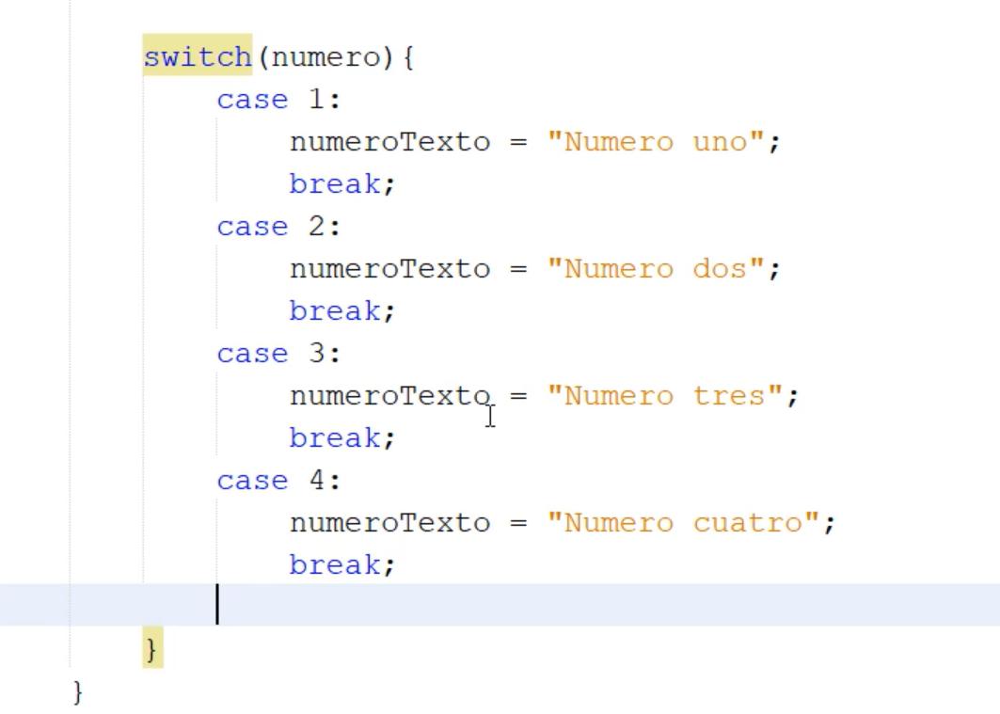 switch(numero){
case 1:
numeroTexto = "Numero uno";
break;
case 2:
numeroTexto = "Numero dos";
break;
case 3:
numeroTexto = "Numero tres";
break;
case 4:
numeroTexto = "Numero cuatro";
break;
}
}